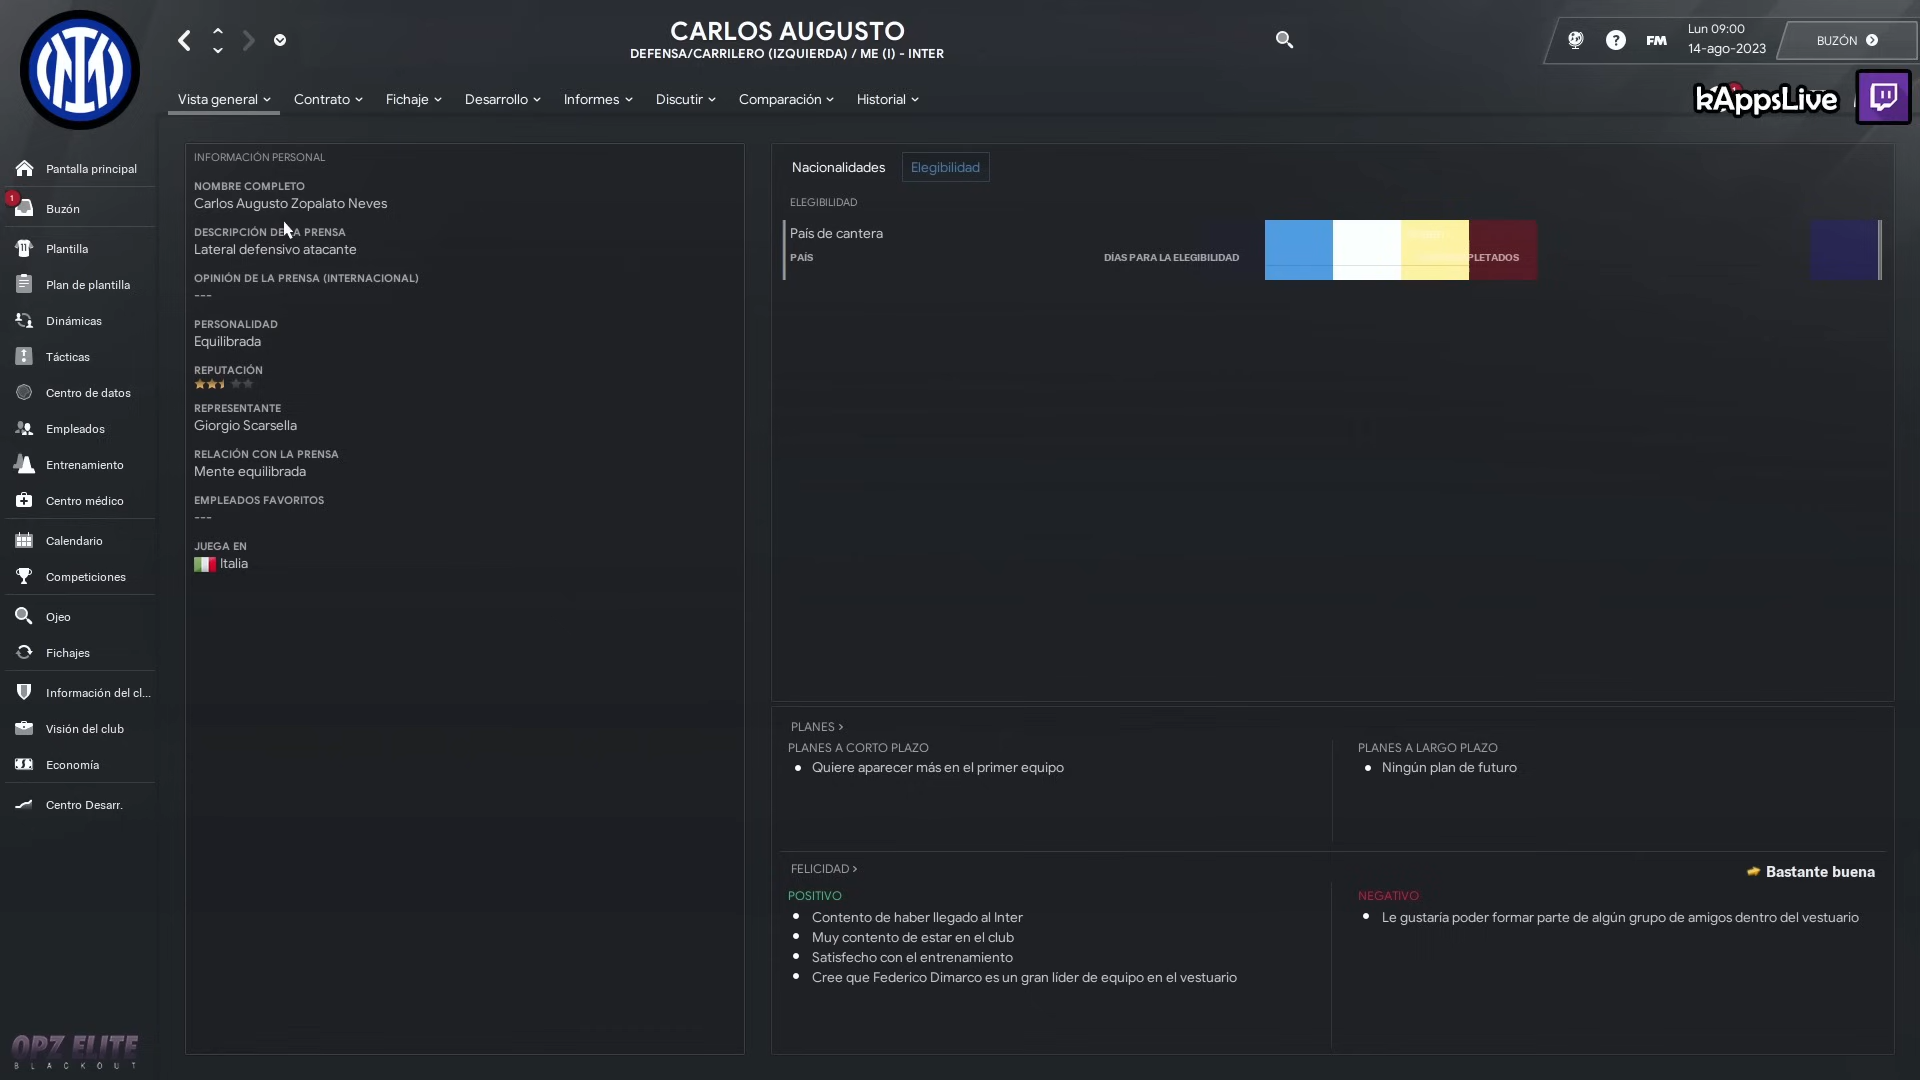 CARLOS AUGUSTO
DEFENSA/CARRILERO (IZQUIERDA) / ME (I) - INTER
FM
Lun 09:00
14-ago-2023
BUZÓN
Vista general
Contrato
Fichaje
Desarrollo
Informes
Discutir
Comparación
Historial
kAppsLive
Pantalla principal
1
Buzón
Plantilla
Plan de plantilla
Dinámicas
Tácticas
Centro de datos
Empleados
Entrenamiento
Centro médico
Calendario
Competiciones
Ojeo
Fichajes
Información del cl...
Visión del club
Economía
Centro Desarr.
OPZ ELITE
BLACKOUT
INFORMACIÓN PERSONAL
NOMBRE COMPLETO
Carlos Augusto Zopalato Neves
DESCRIPCIÓN DE LA PRENSA
Lateral defensivo atacante
OPINIÓN DE LA PRENSA (INTERNACIONAL)
---
PERSONALIDAD
Equilibrada
REPUTACIÓN
REPRESENTANTE
Giorgio Scarsella
RELACIÓN CON LA PRENSA
Mente equilibrada
EMPLEADOS FAVORITOS
---
JUEGA EN
Italia
Nacionalidades
Elegibilidad
ELEGIBILIDAD
País de cantera
PAÍS
DÍAS PARA LA ELEGIBILIDAD
PLETADOS
PLANES >
PLANES A CORTO PLAZO
• Quiere aparecer más en el primer equipo
PLANES A LARGO PLAZO
• Ningún plan de futuro
FELICIDAD >
Bastante buena
POSITIVO
• Contento de haber llegado al Inter
• Muy contento de estar en el club
• Satisfecho con el entrenamiento
• Cree que Federico Dimarco es un gran líder de equipo en el vestuario
NEGATIVO
• Le gustaría poder formar parte de algún grupo de amigos dentro del vestuario